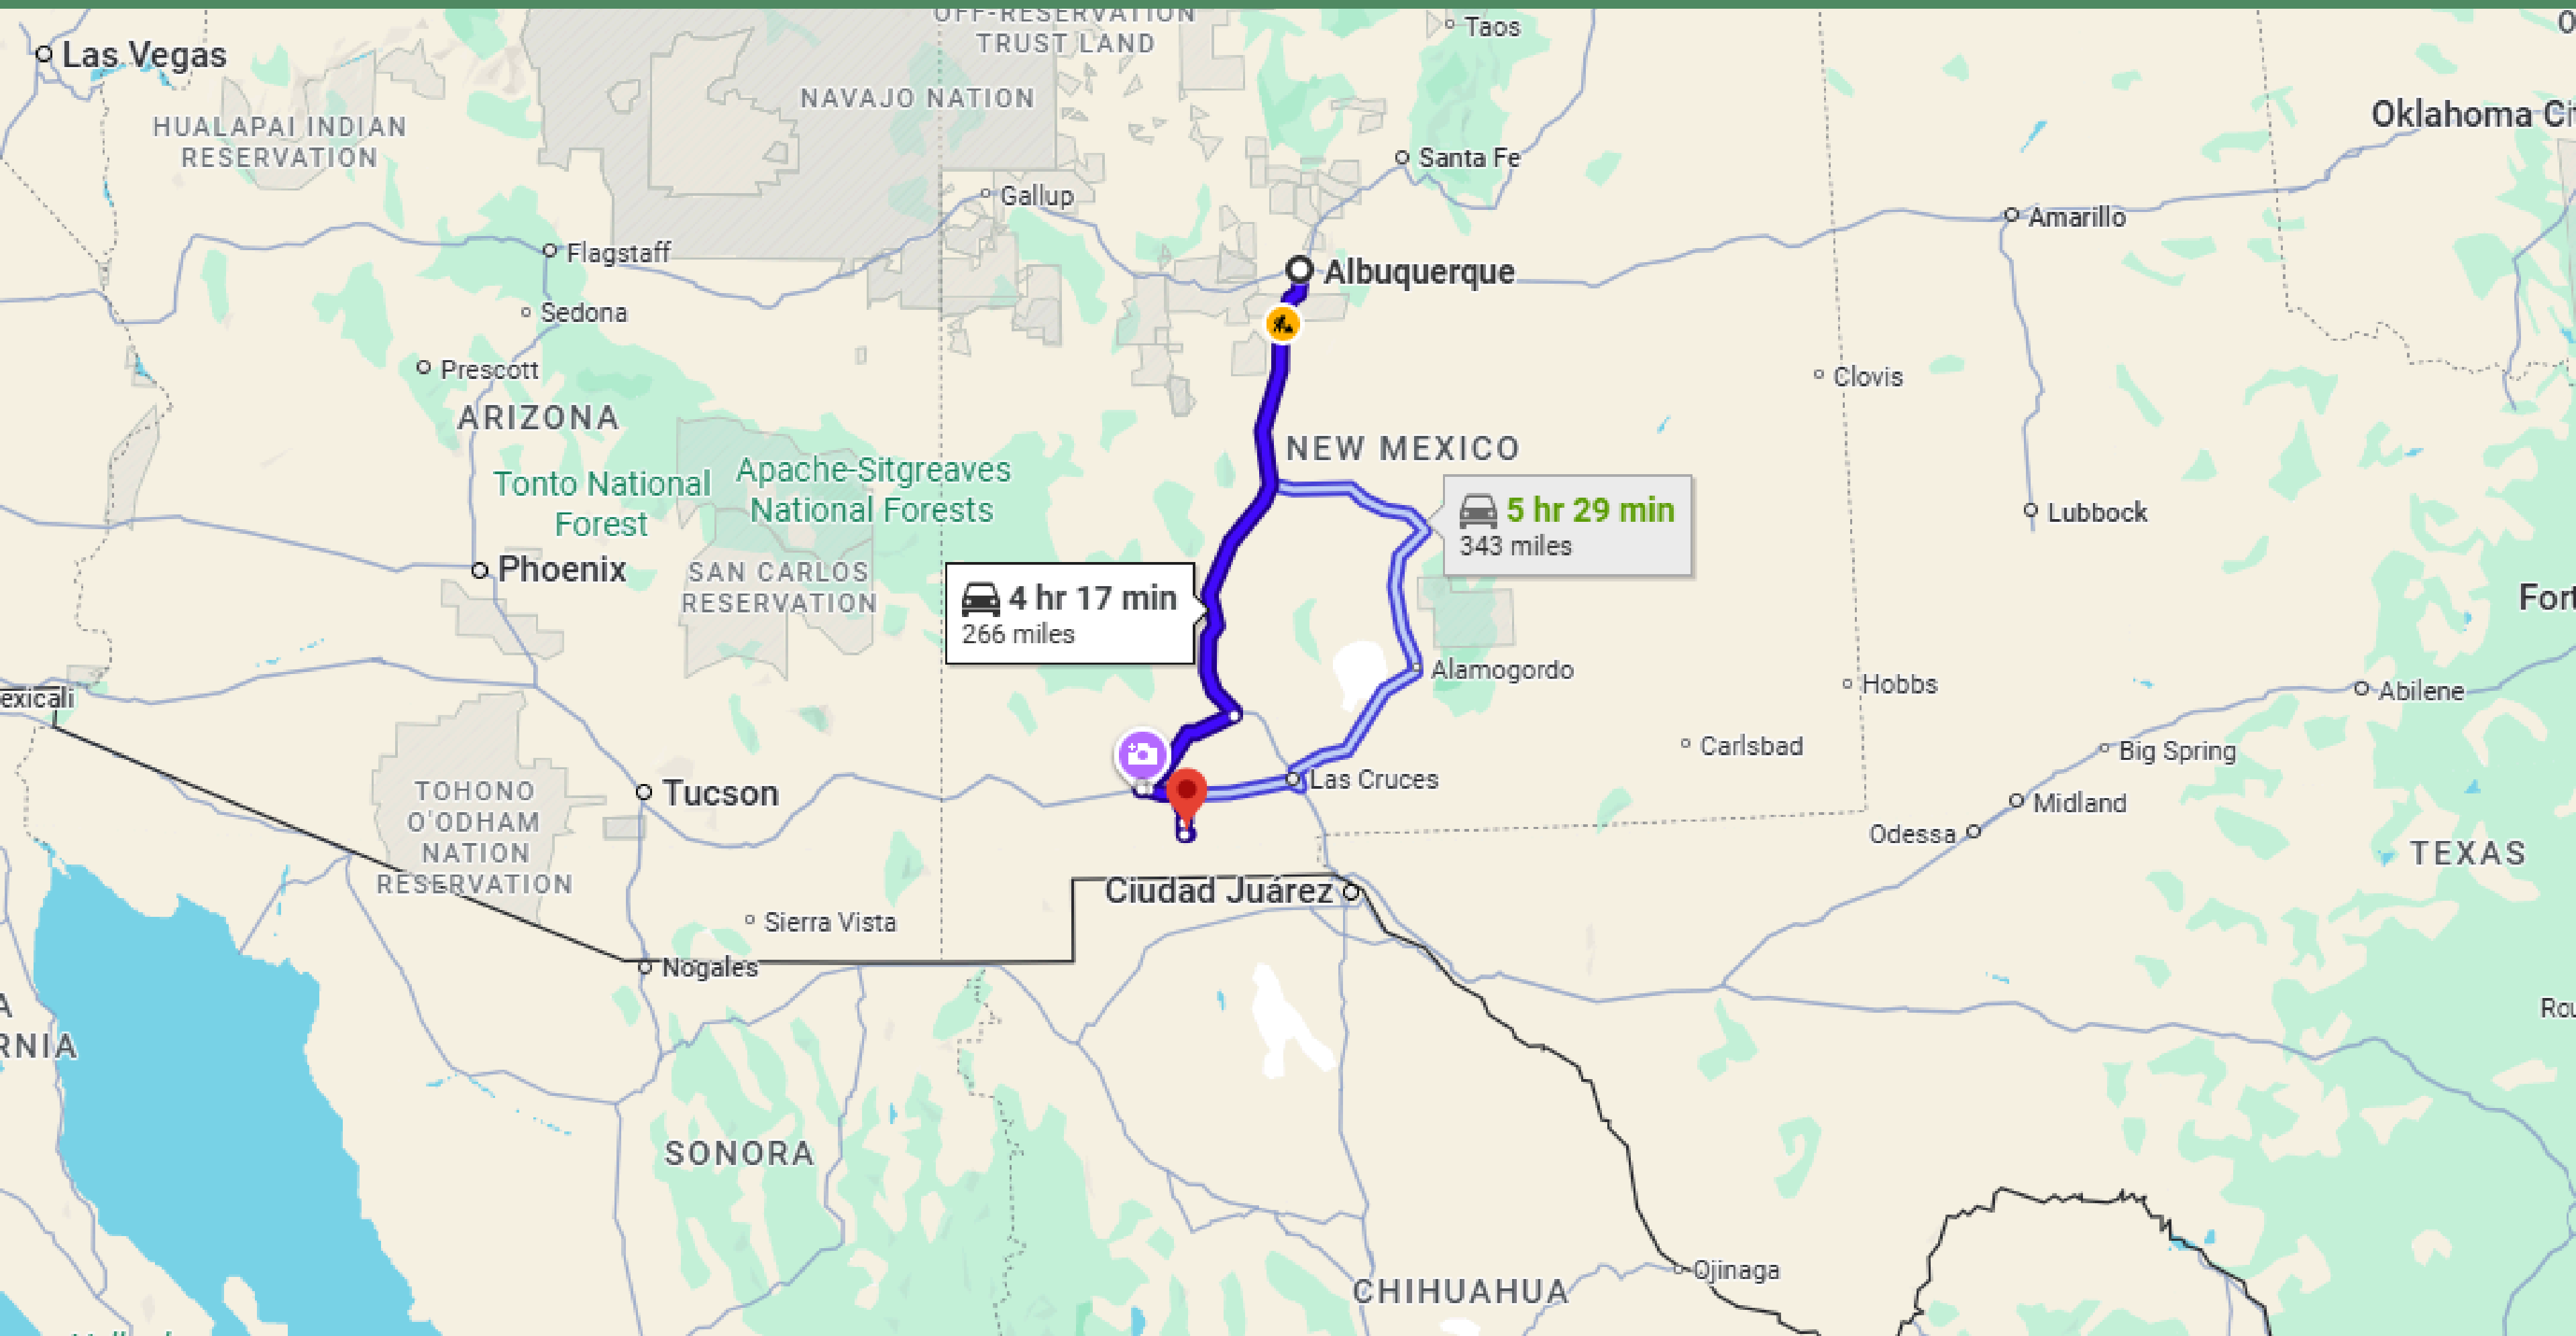 OFF-RESERVATION
TRUST LAND
Taos
Las Vegas
NAVAJO NATION
Oklahoma Ci
HUALAPAI INDIAN
RESERVATION
Santa Fe
Gallup
Amarillo
Flagstaff
Albuquerque
Sedona
Prescott
Clovis
ARIZONA
NEW MEXICO
Tonto National
Forest
Apache-Sitgreaves
National Forests
5 hr 29 min
343 miles
Lubbock
Phoenix
SAN CARLOS
RESERVATION
4 hr 17 min
266 miles
Fort
Alamogordo
Hobbs
Abilene
exicali
Carlsbad
Big Spring
Las Cruces
Tucson
TOHONO
O'ODHAM
NATION
RESERVATION
Midland
Odessa
TEXAS
Ciudad Juárez
Sierra Vista
Nogales
A
RNIA
Rou
SONORA
Ojinaga
CHIHUAHUA